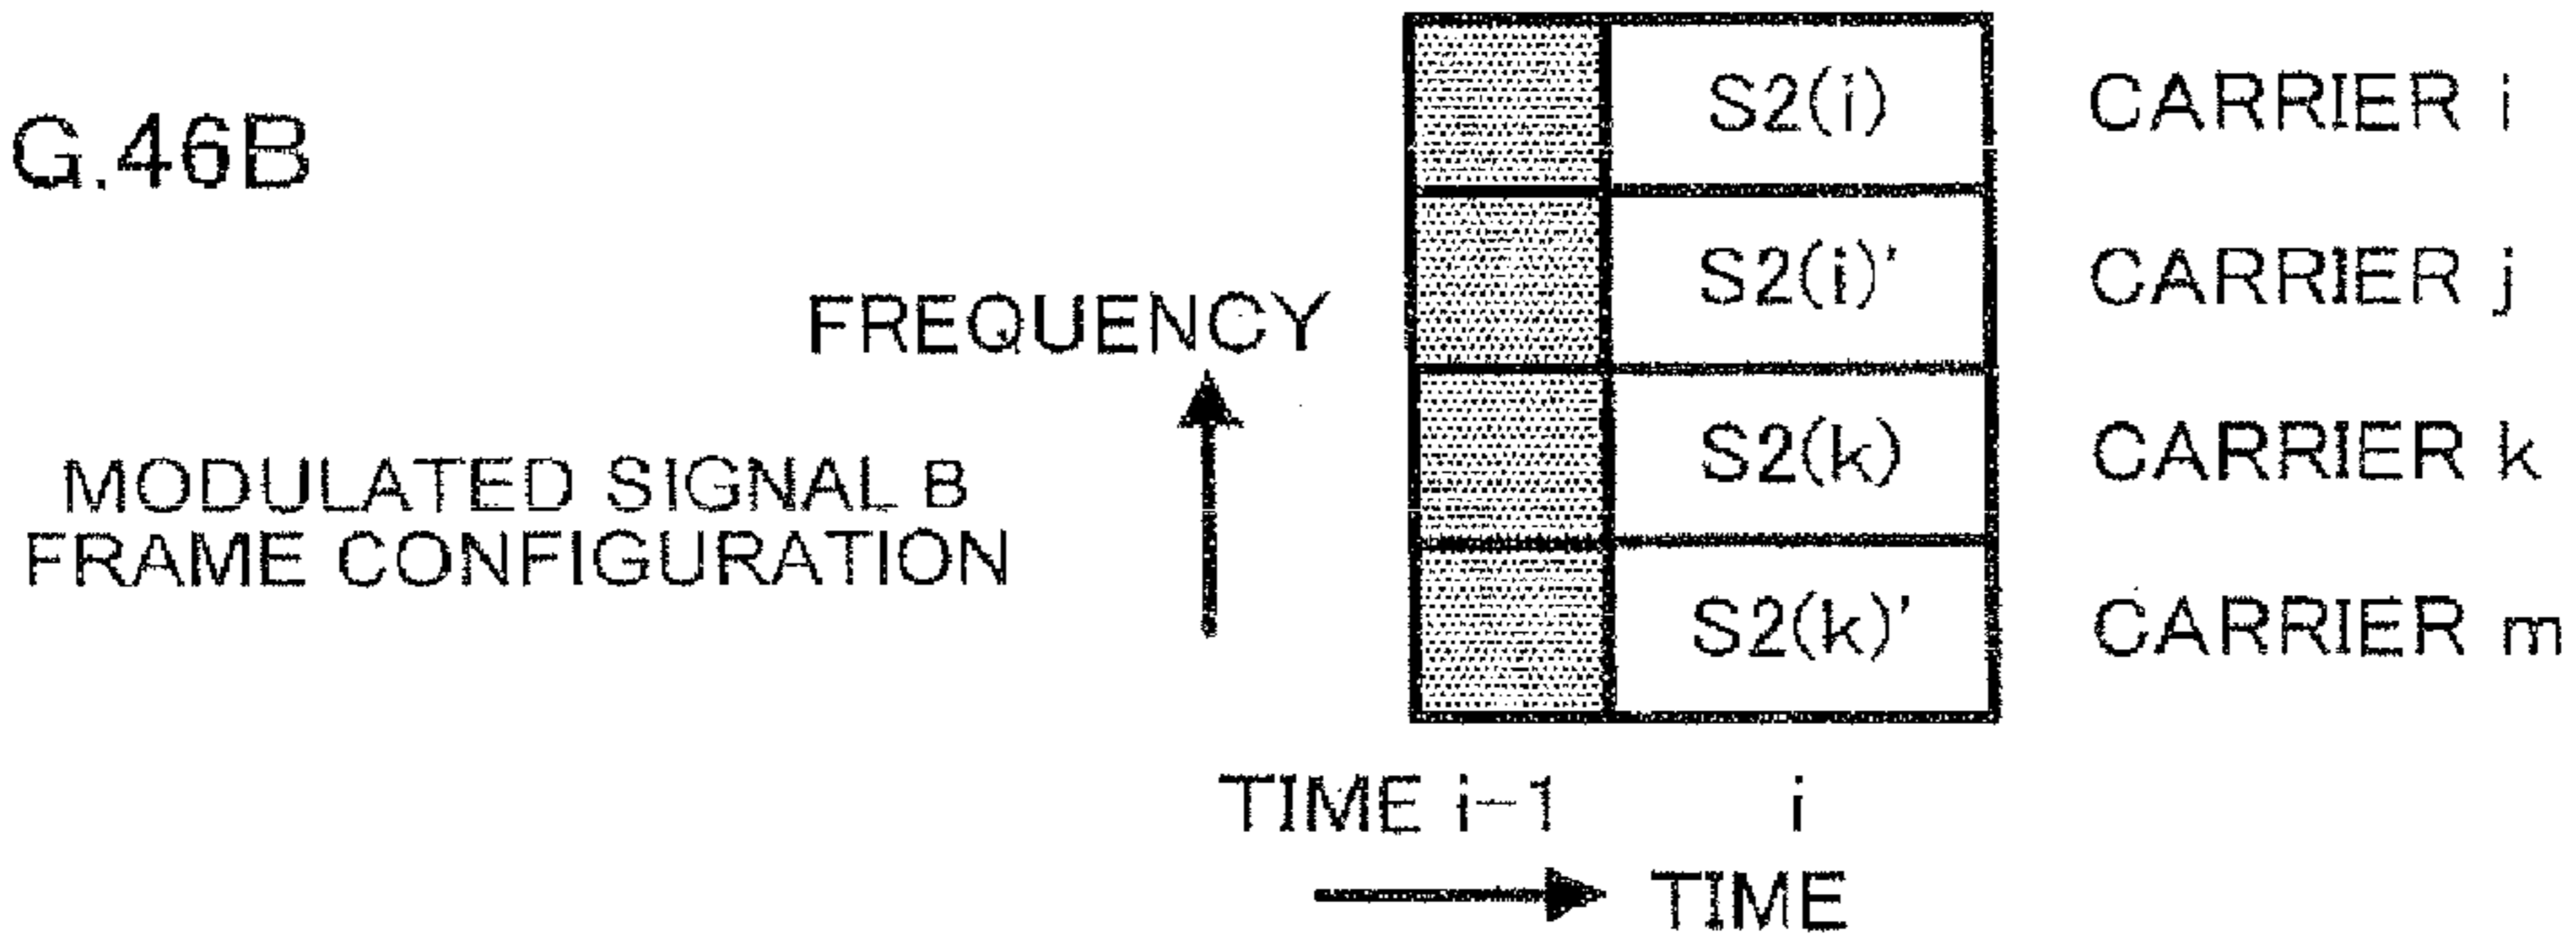 G.46B
S2(i) CARRIER i
S2(i)' CARRIER j
FREQUENCY
S2(k) CARRIER k
MODULATED SIGNAL B
FRAME CONFIGURATION
S2(k)' CARRIER m
TIME i-1 i
TIME